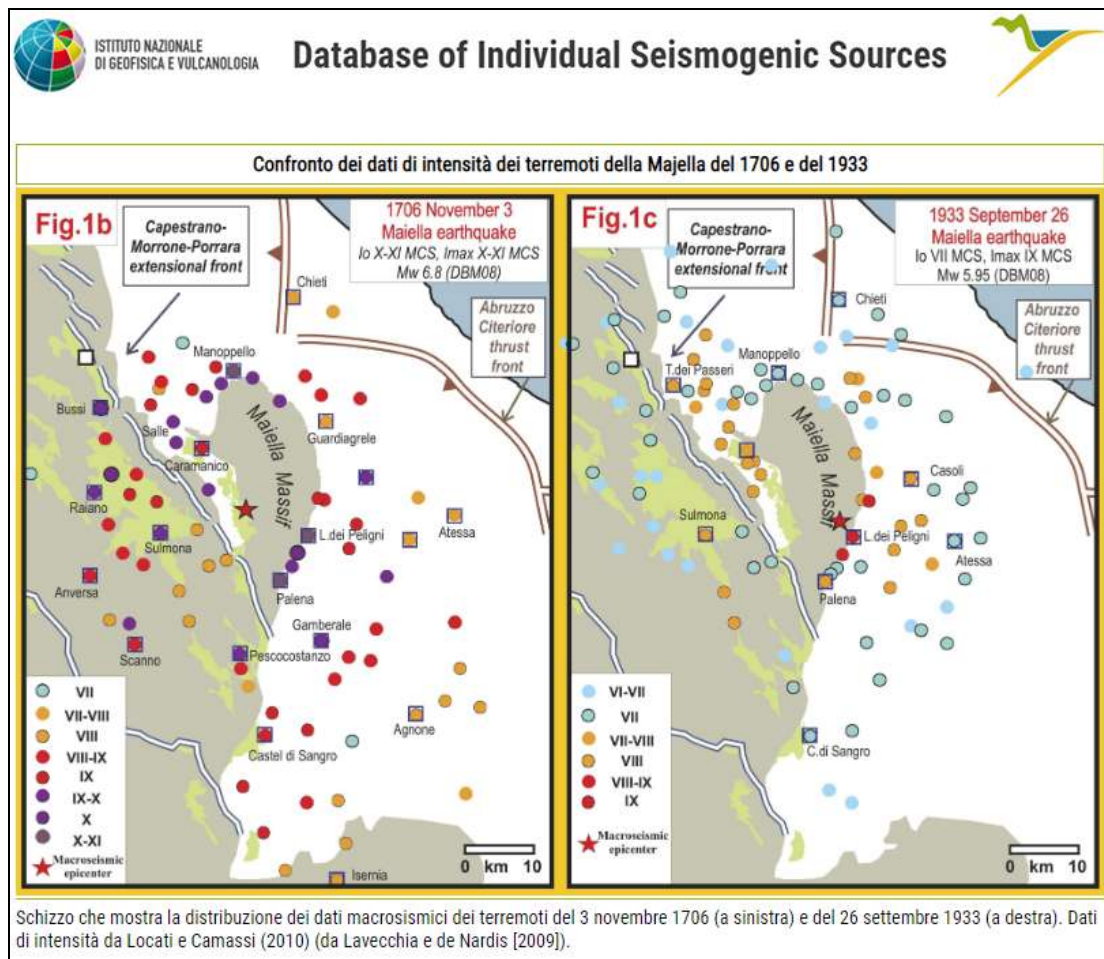 ISTITUTO NAZIONALE
DI GEOFISICA E VULCANOLOGIA
Database of Individual Seismogenic Sources
Confronto dei dati di intensità dei terremoti della Majella del 1706 e del 1933
Fig.1b
Capestrano-
Morrone-Porrara
extensional front
1706 November 3
Maiella earthquake
Io X-XI MCS, Imax X-XI MCS
Mw 6.8 (DBM08)
Chieti
Abruzzo
Citeriore
thrust
front
Manoppello
Bussi
Salle
Caramanico
Maiella Massif
Guardiagrele
Raiano
Sulmona
L.dei Peligni
Atessa
Anversa
Palena
Gamberale
Scanno
Pescocostanzo
Agnone
Castel di Sangro
Isernia
VII
VII-VIII
VIII
VIII-IX
IX
IX-X
X
X-XI
Macroseismic
epicenter
0 km 10
Fig.1c
Capestrano-
Morrone-Porrara
extensional front
1933 September 26
Maiella earthquake
Io VII MCS, Imax IX MCS
Mw 5.95 (DBM08)
Chieti
Abruzzo
Citeriore
thrust
front
T.dei Passeri
Manoppello
Maiella Massif
Casoli
Sulmona
L.dei Peligni
Atessa
Palena
C.di Sangro
VI-VII
VII
VII-VIII
VIII
VIII-IX
IX
Macroseismic
epicenter
0 km 10
Schizzo che mostra la distribuzione dei dati macrosismici dei terremoti del 3 novembre 1706 (a sinistra) e del 26 settembre 1933 (a destra). Dati
di intensità da Locati e Camassi (2010) (da Lavecchia e de Nardis [2009]).